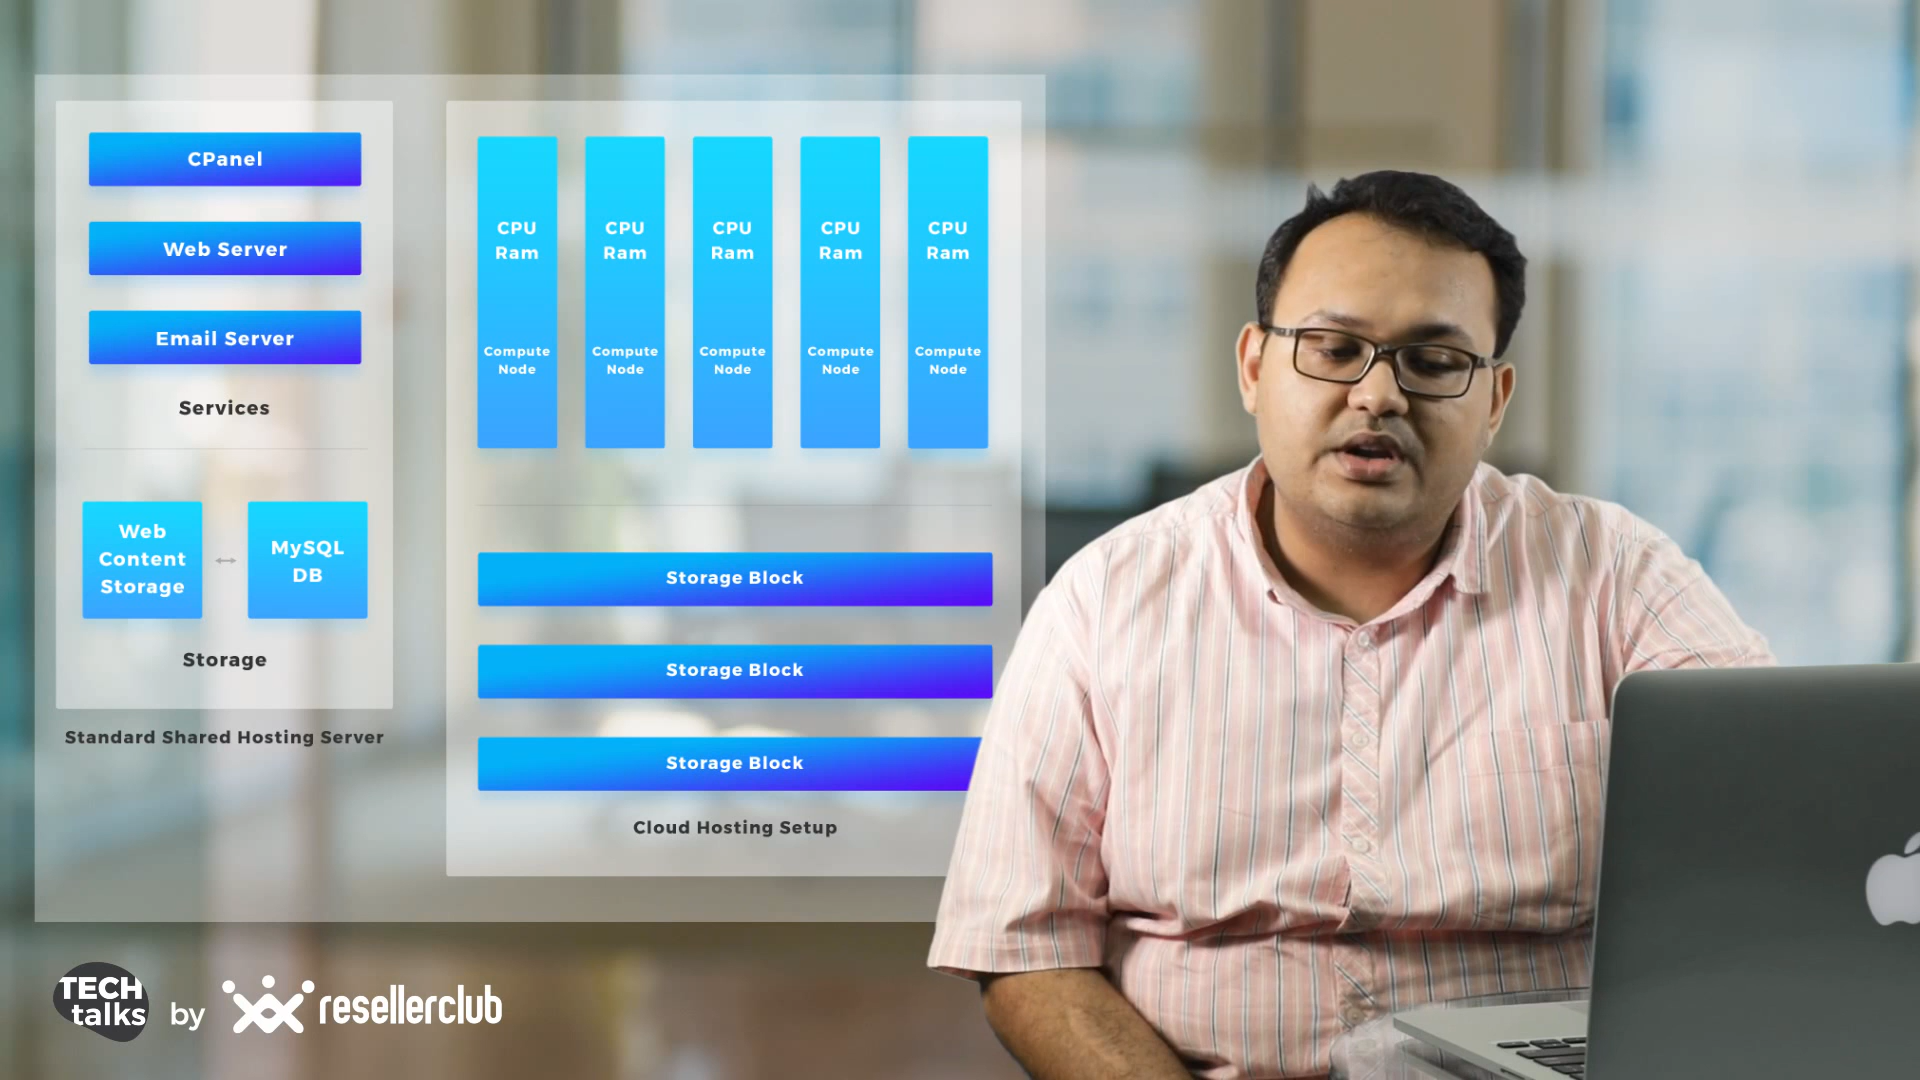 CPanel
Web Server
Email Server
Services
Web
Content
Storage
MySQL
DB
Storage
Standard Shared Hosting Server
CPU
Ram
Compute
Node
CPU
Ram
Compute
Node
CPU
Ram
Compute
Node
CPU
Ram
Compute
Node
CPU
Ram
Compute
Node
Storage Block
Storage Block
Storage Block
Cloud Hosting Setup
TECH
talks
by
resellerclub